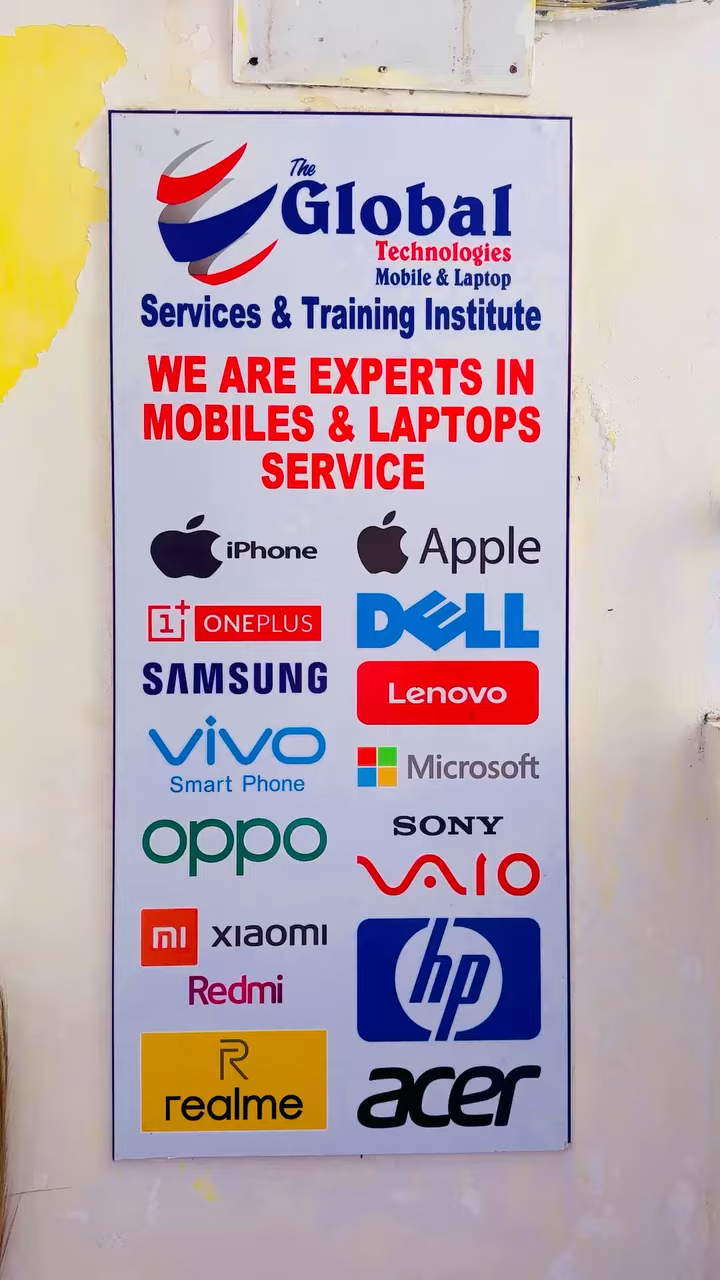 The
Global
Technologies
Mobile & Laptop
Services & Training Institute
WE ARE EXPERTS IN
MOBILES & LAPTOPS
SERVICE
iPhone
Apple
1+ ONEPLUS
DELL
SAMSUNG
Lenovo
vivo
Smart Phone
Microsoft
oppo
SONY
VAIO
mi xiaomi
Redmi
hp
R
realme
acer